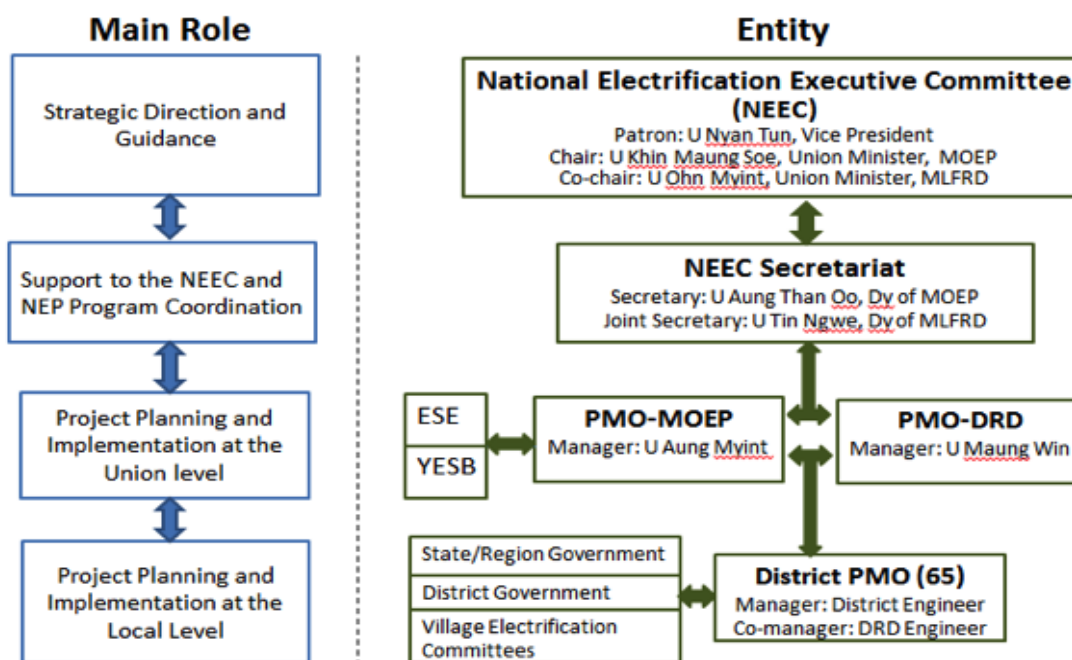 Main Role
Entity
Strategic Direction and
Guidance
National Electrification Executive Committee
(NEEC)
Patron: U Nyan Tun, Vice President
Chair: U Khin Maung Soe, Union Minister, MOEP
Co-chair: U Ohn Myint, Union Minister, MLFRD
Support to the NEEC and
NEP Program Coordination
NEEC Secretariat
Secretary: U Aung Than Oo, Dy of MOEP
Joint Secretary: U Tin Ngwe, Dy of MLFRD
Project Planning and
Implementation at the
Union level
ESE
YESB
PMO-MOEP
Manager: U Aung Myint
PMO-DRD
Manager: U Maung Win
Project Planning and
Implementation at the
Local Level
State/Region Government
District Government
Village Electrification
Committees
District PMO (65)
Manager: District Engineer
Co-manager: DRD Engineer